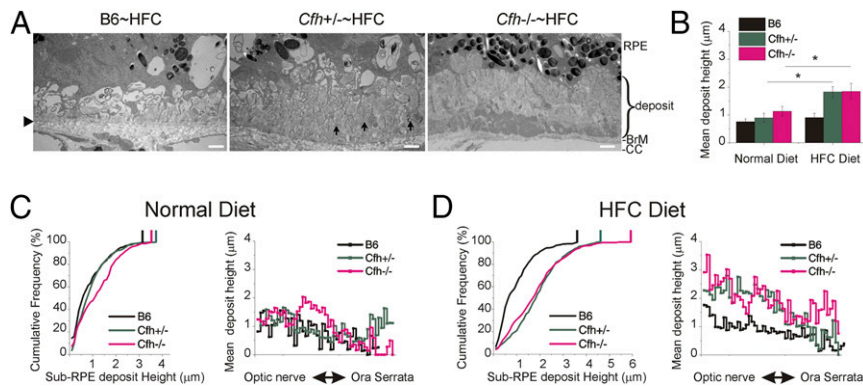 A
B6~HFC
Cfh+/-~HFC
Cfh-/-~HFC
RPE
deposit
-BrM
-CC
B
B6
Cfh+/-
Cfh-/-
Mean deposit height (μm)
4
3
2
1
0
*
*
Normal Diet
HFC Diet
C
Normal Diet
Cumulative Frequency (%)
100
80
60
40
20
0
B6
Cfh+/-
Cfh-/-
1 2 3 4
Sub-RPE deposit Height (μm)
Mean deposit height (μm)
4
3
2
1
0
B6
Cfh+/-
Cfh-/-
Optic nerve
Ora Serrata
D
HFC Diet
Cumulative Frequency (%)
100
80
60
40
20
0
B6
Cfh+/-
Cfh-/-
1 2 3 4 5 6
Sub-RPE deposit Height (μm)
Mean deposit height (μm)
4
3
2
1
0
B6
Cfh+/-
Cfh-/-
Optic nerve
Ora Serrata